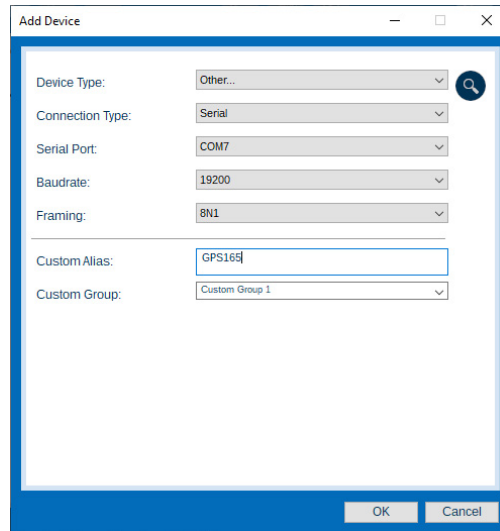 Add Device
Device Type: Other...
Connection Type: Serial
Serial Port: COM7
Baudrate: 19200
Framing: 8N1
Custom Alias: GPS165
Custom Group: Custom Group 1
OK Cancel